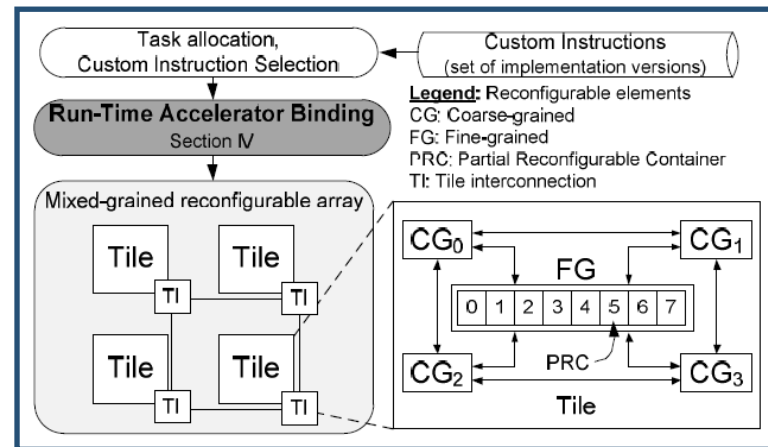 Task allocation,
Custom Instruction Selection
Custom Instructions
(set of implementation versions)
Run-Time Accelerator Binding
Section IV
Legend: Reconfigurable elements
CG: Coarse-grained
FG: Fine-grained
PRC: Partial Reconfigurable Container
TI: Tile interconnection
Mixed-grained reconfigurable array
Tile
Tile
TI
TI
Tile
Tile
TI
TI
CG0
CG1
FG
0 1 2 3 4 5 6 7
PRC
CG2
CG3
Tile